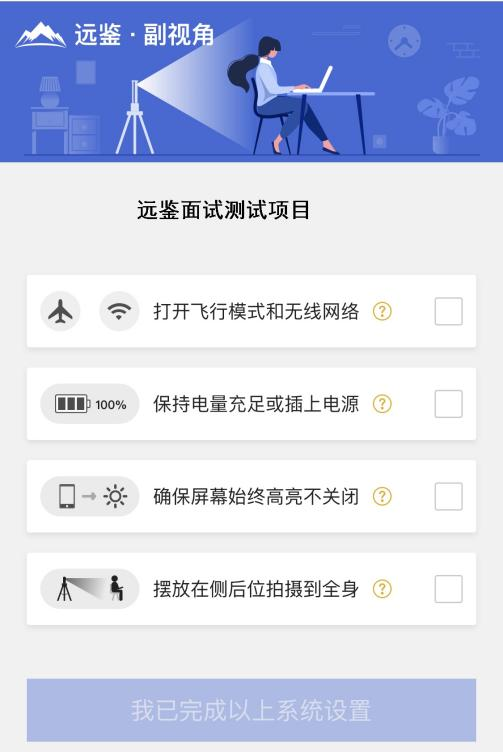 远鉴·副视角
远鉴面试测试项目
打开飞行模式和无线网络 ?
100% 保持电量充足或插上电源 ?
确保屏幕始终高亮不关闭 ?
摆放在侧后位拍摄到全身 ?
我已完成以上系统设置